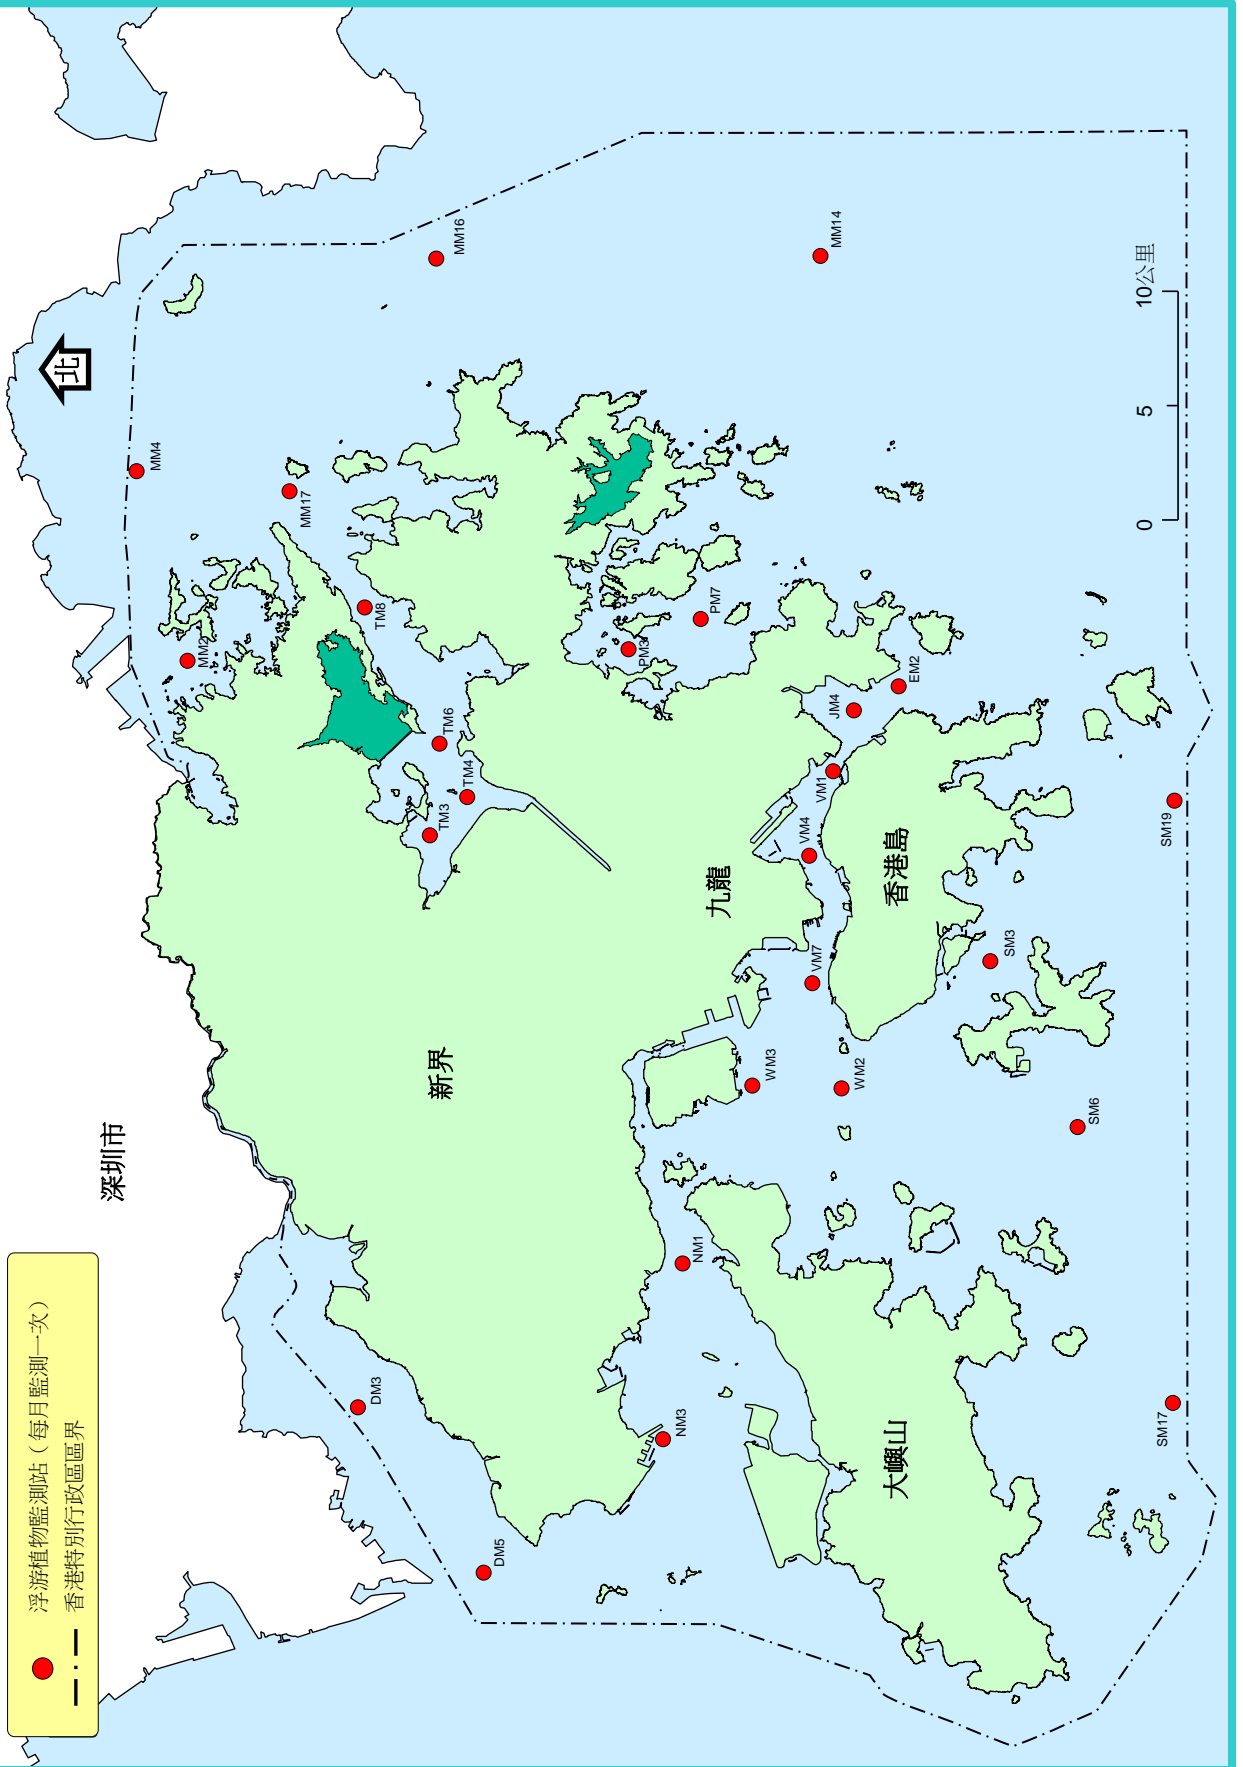 浮游植物監測站（每月監測一次）
香港特別行政區區界
深圳市
北
新界
九龍
香港島
大嶼山
DM3
DM5
NM3
NM1
WM3
WM2
VM7
VM4
VM1
JM4
EM2
TM3
TM4
TM6
TM8
MM2
MM4
MM17
MM16
MM14
PM3
PM7
SM3
SM6
SM17
SM19
0
5
10公里